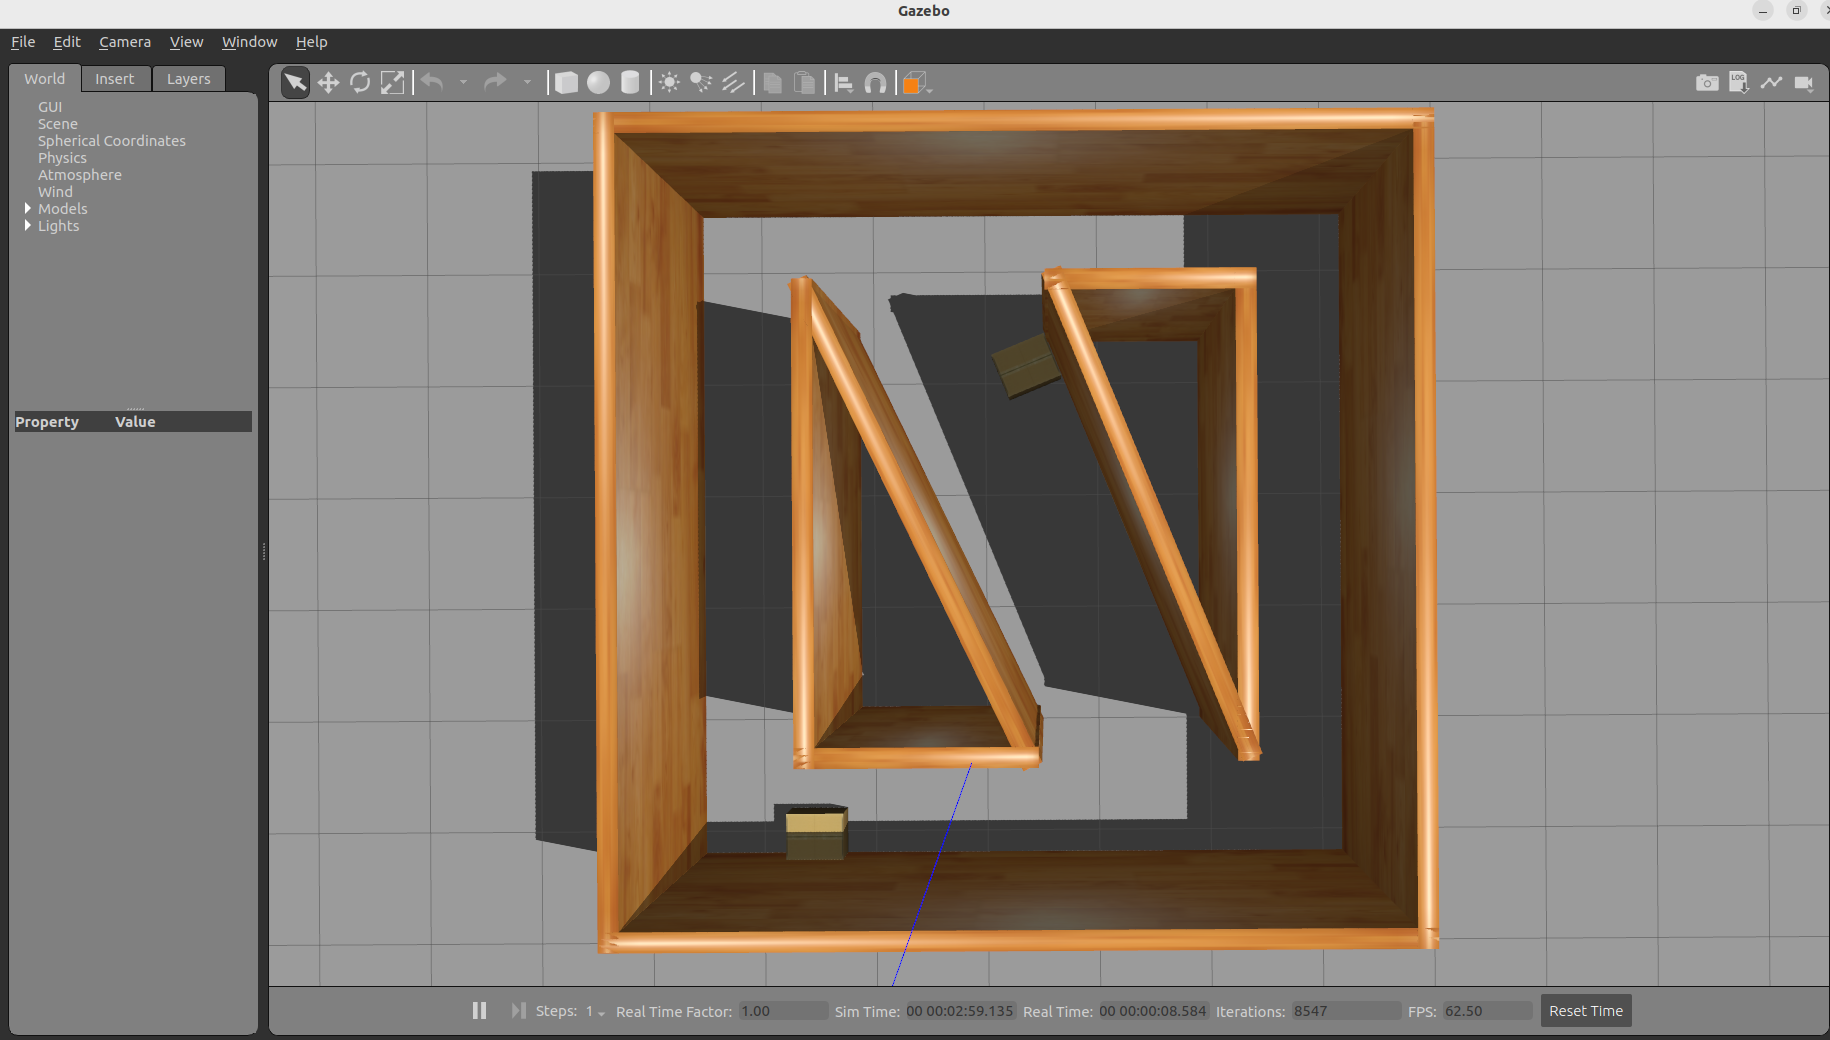 Gazebo
File Edit Camera View Window Help
World Insert Layers
LOG
GUI
Scene
Spherical Coordinates
Physics
Atmosphere
Wind
Models
Lights
Property Value
Steps: 1 Real Time Factor: 1.00 Sim Time: 00 00:02:59.135 Real Time: 00 00:00:08.584 Iterations: 8547 FPS: 62.50 Reset Time